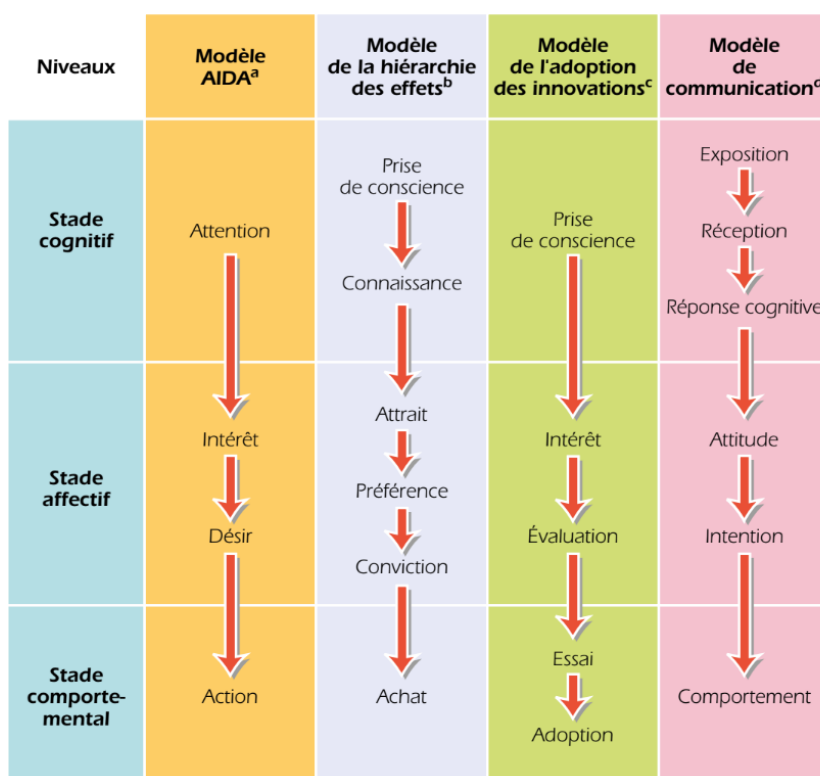 Niveaux
Modèle
AIDAa
Modèle
de la hiérarchie
des effetsb
Modèle
de l'adoption
des innovationsc
Modèle
de
communicationd
Stade
cognitif
Attention
Prise
de conscience
Connaissance
Prise
de conscience
Exposition
Réception
Réponse cognitive
Stade
affectif
Intérêt
Désir
Attrait
Préférence
Conviction
Intérêt
Évaluation
Attitude
Intention
Stade
comporte-
mental
Action
Achat
Essai
Adoption
Comportement